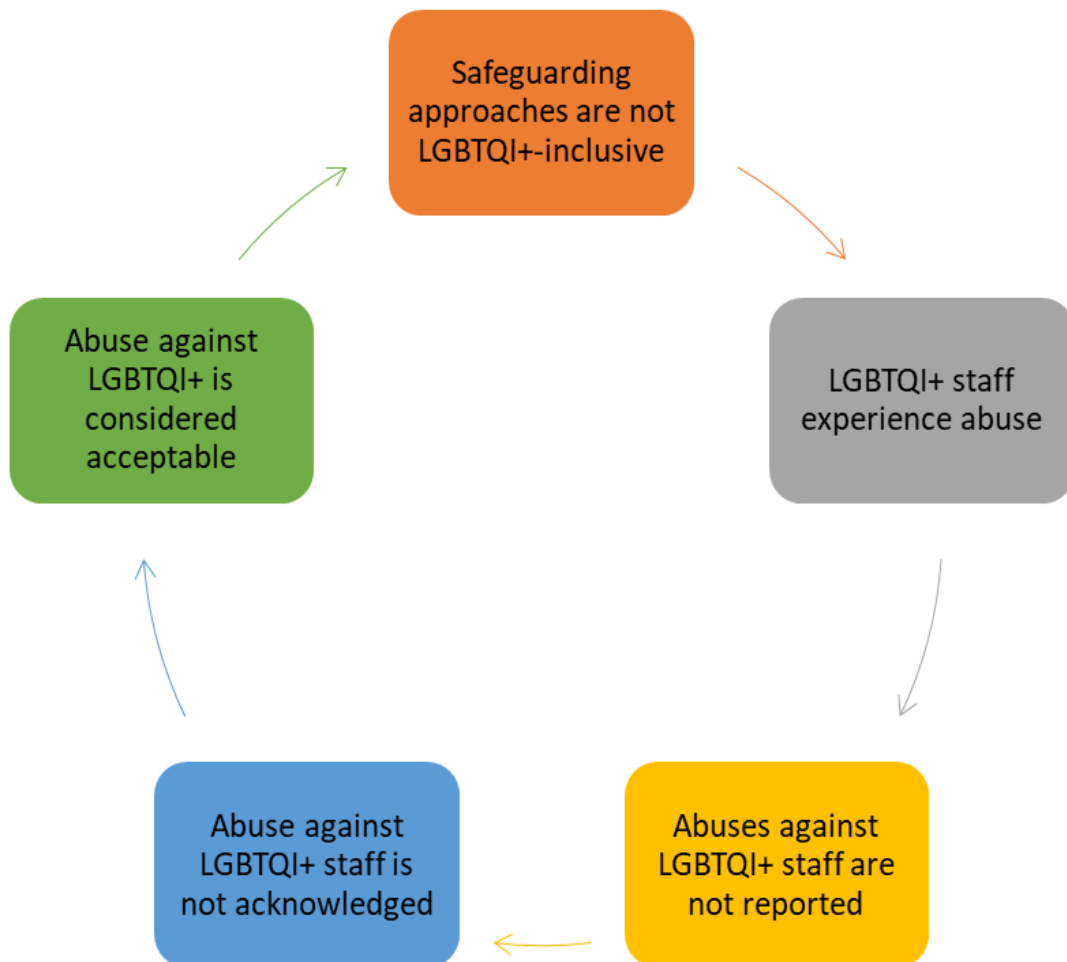 Safeguarding
approaches are not
LGBTQI+-inclusive
LGBTQI+ staff
experience abuse
Abuses against
LGBTQI+ staff are
not reported
Abuse against
LGBTQI+ staff is
not acknowledged
Abuse against
LGBTQI+ is
considered
acceptable